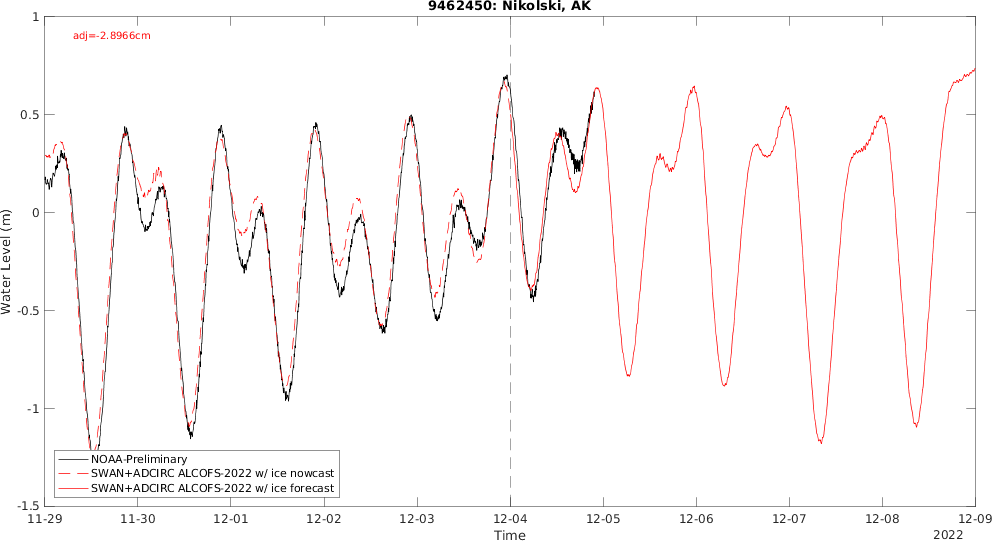 9462450: Nikolski, AK
adj=-2.8966cm
Water Level (m)
1
0.5
0
-0.5
-1
-1.5
NOAA-Preliminary
SWAN+ADCIRC ALCOFS-2022 w/ ice nowcast
SWAN+ADCIRC ALCOFS-2022 w/ ice forecast
11-29 11-30 12-01 12-02 12-03 12-04 12-05 12-06 12-07 12-08 12-09
Time
2022